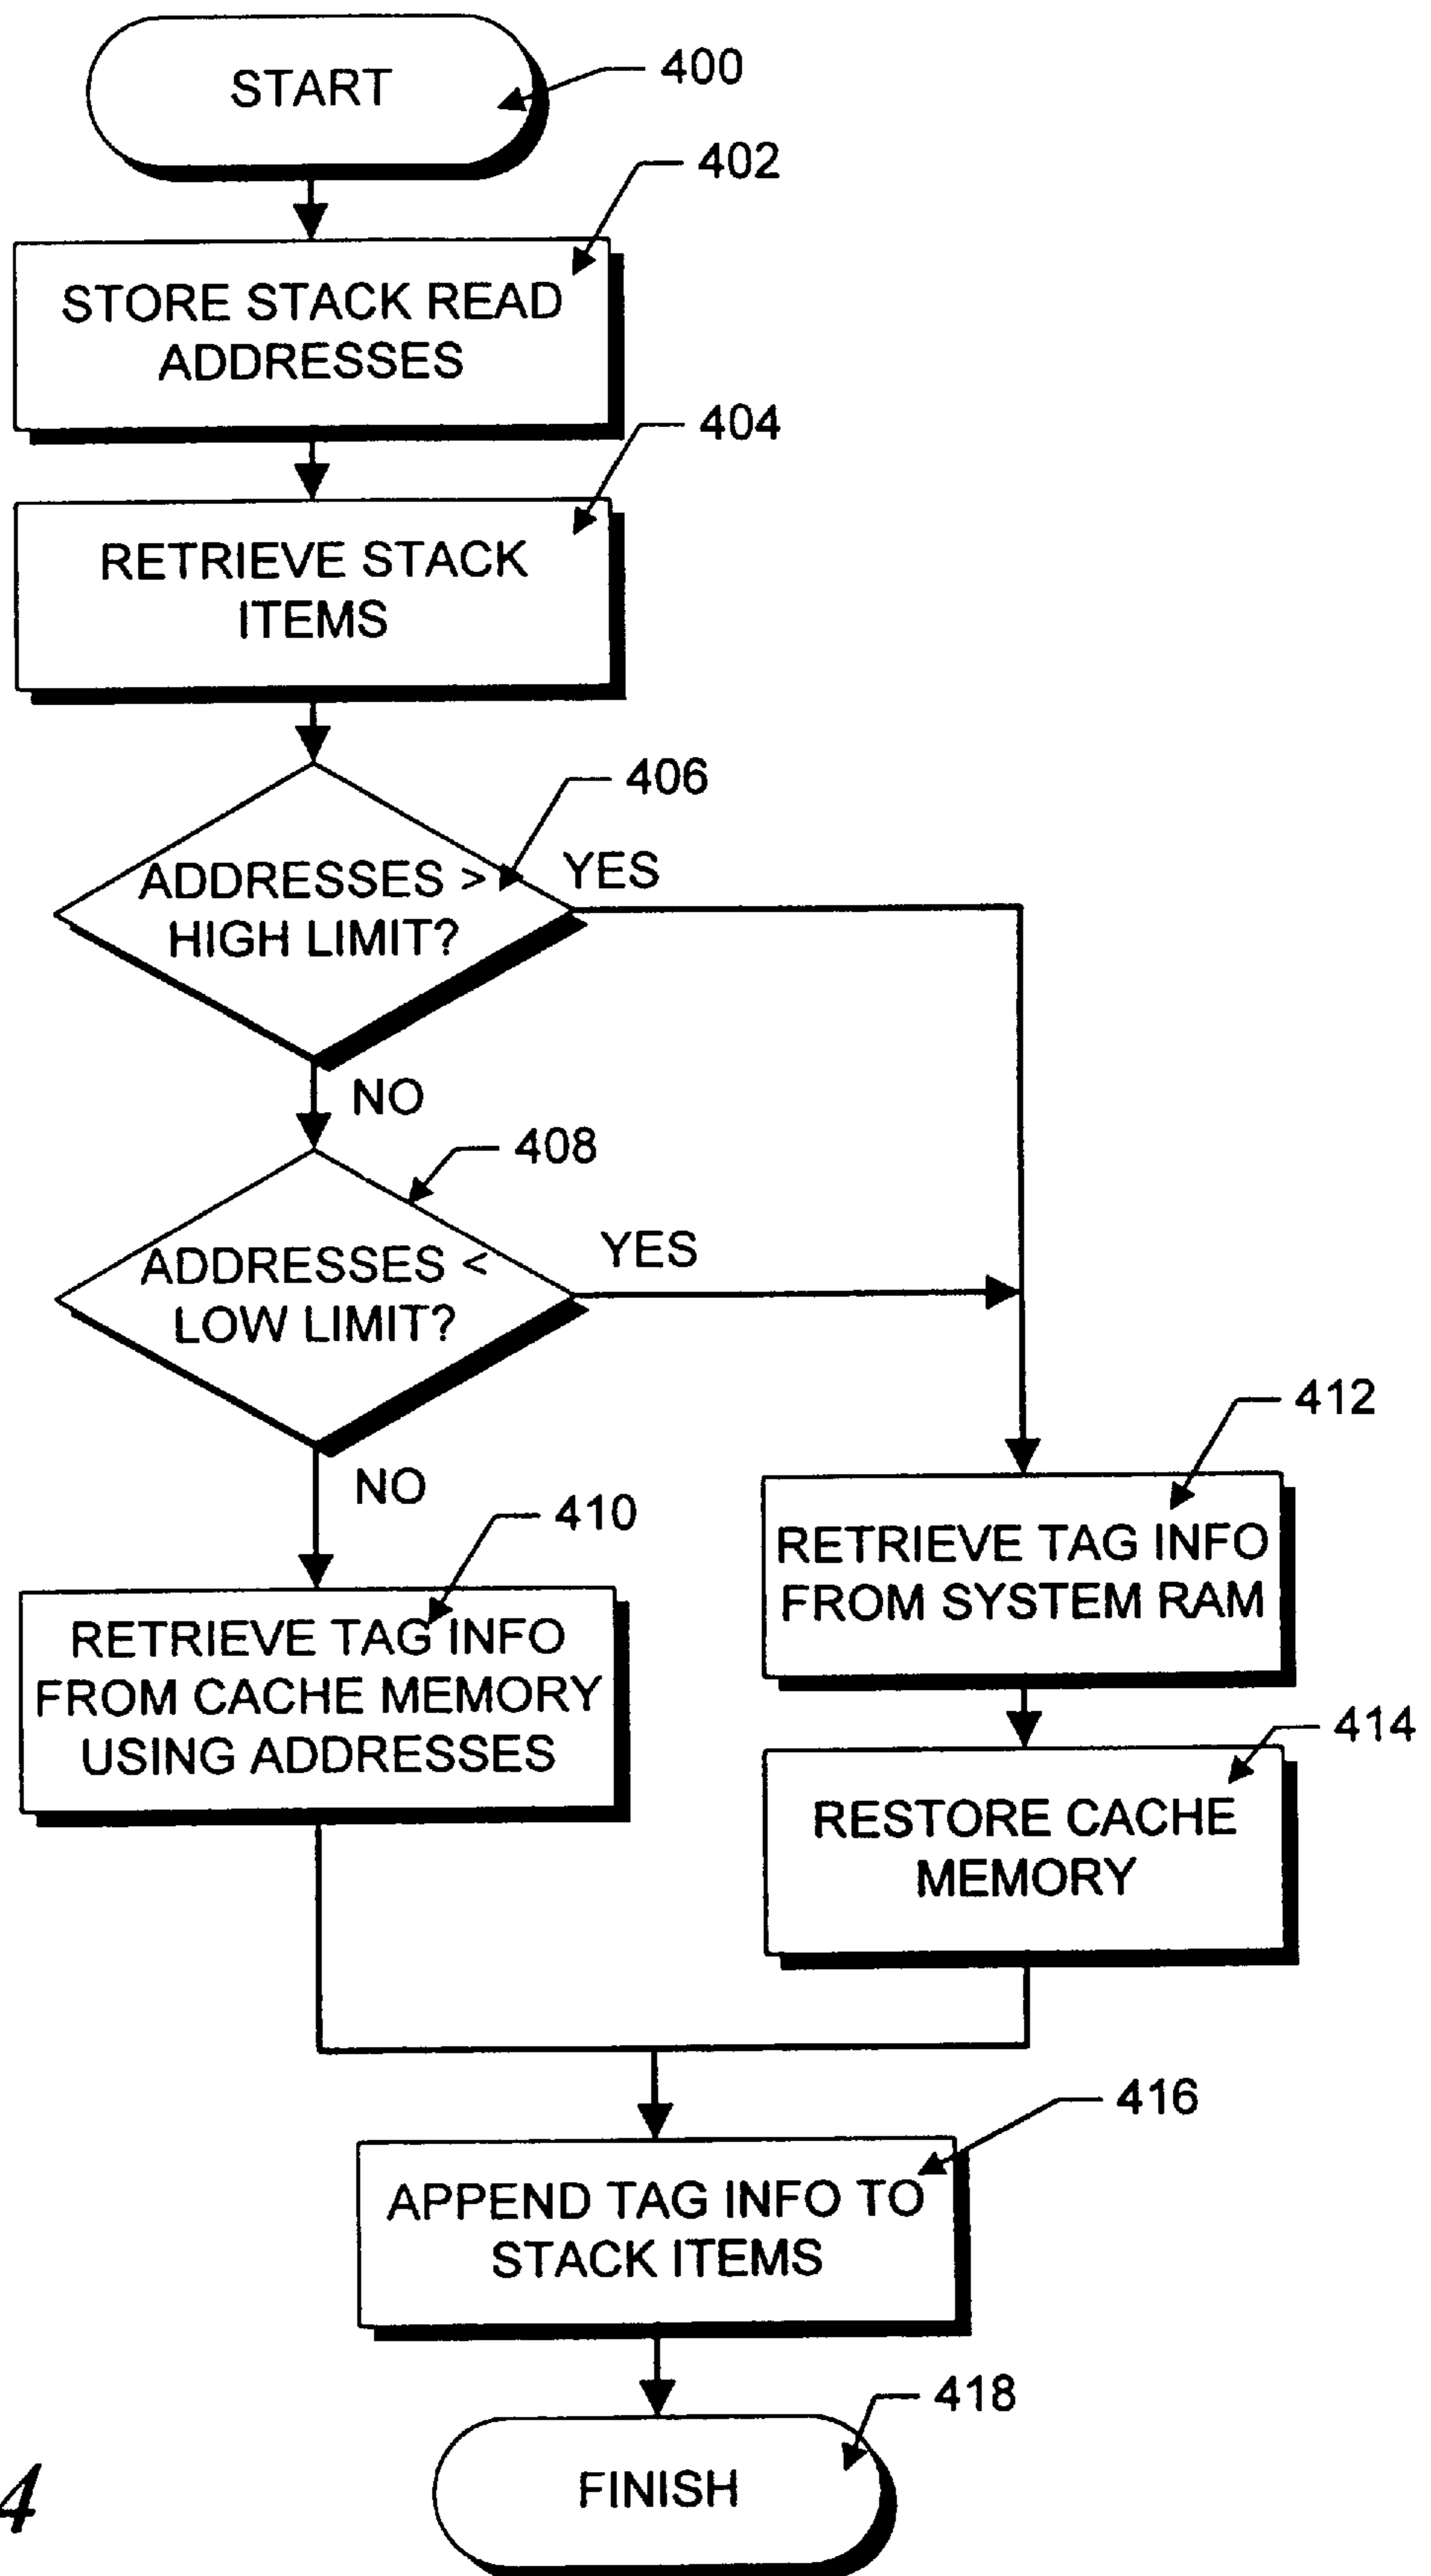 START
400
402
STORE STACK READ
ADDRESSES
404
RETRIEVE STACK
ITEMS
406
ADDRESSES >
HIGH LIMIT?
YES
NO
408
ADDRESSES <
LOW LIMIT?
YES
NO
410
RETRIEVE TAG INFO
FROM CACHE MEMORY
USING ADDRESSES
412
RETRIEVE TAG INFO
FROM SYSTEM RAM
414
RESTORE CACHE
MEMORY
416
APPEND TAG INFO TO
STACK ITEMS
418
FINISH
4